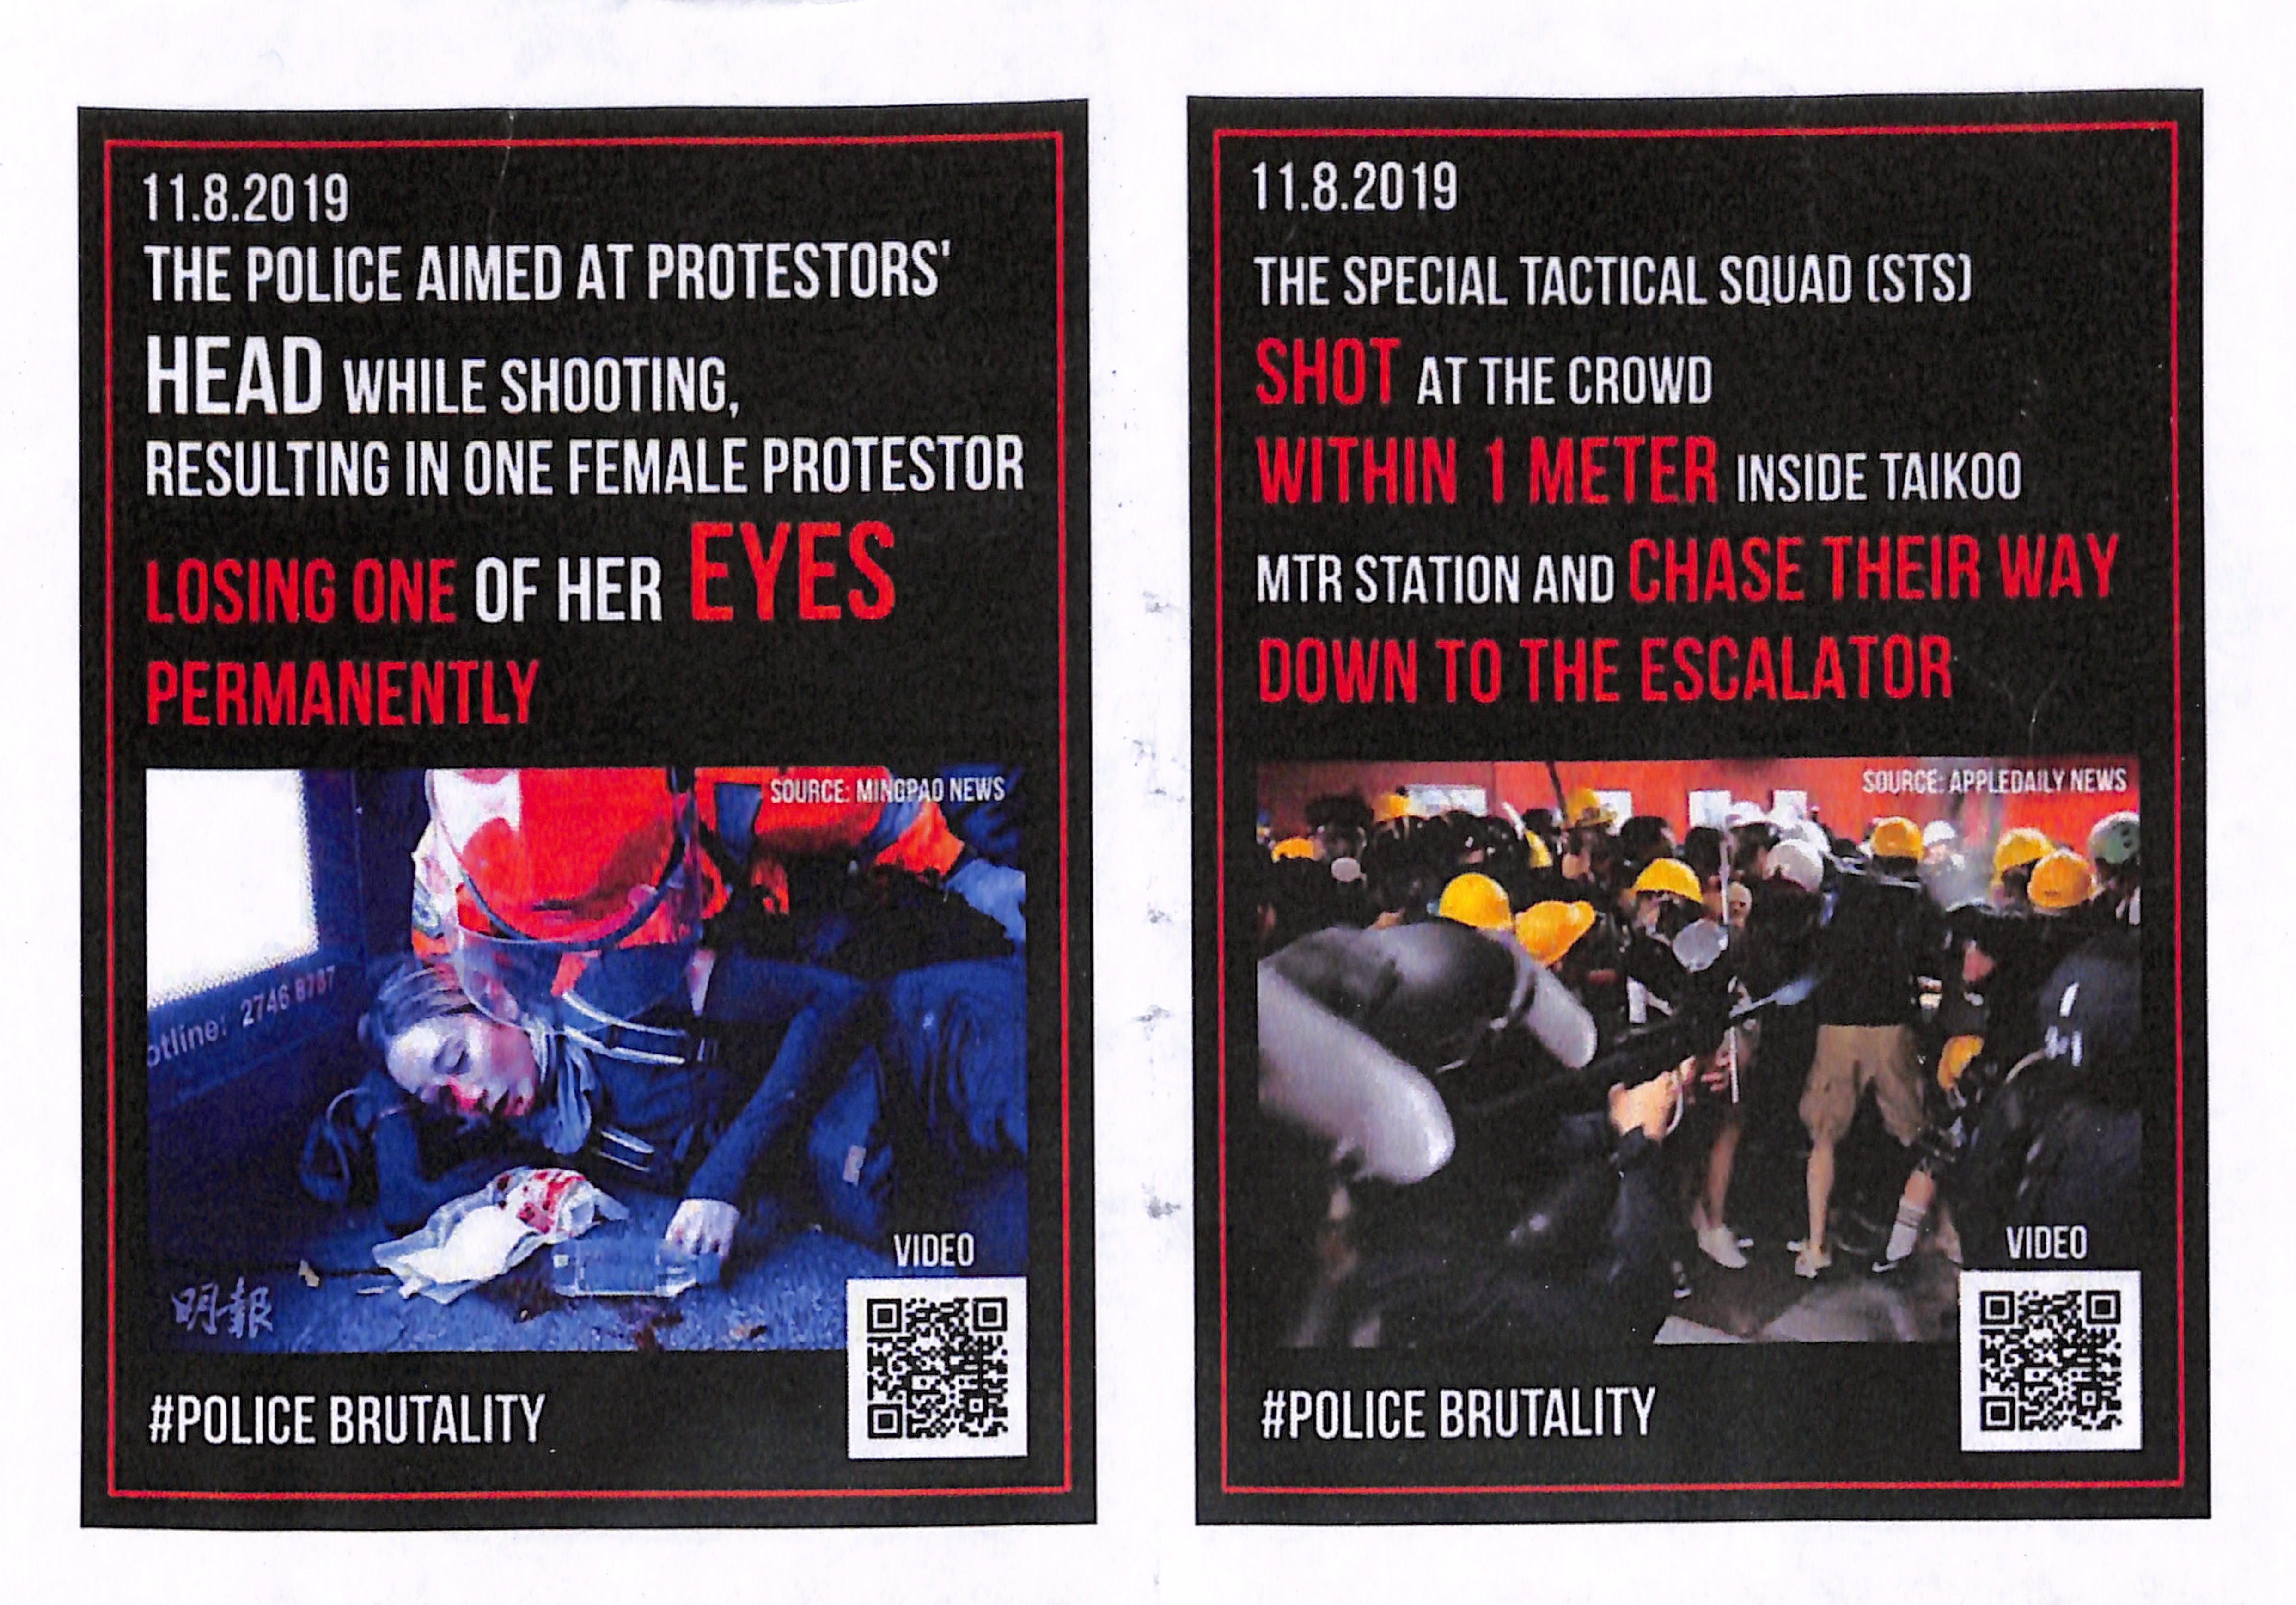 11.8.2019
THE POLICE AIMED AT PROTESTORS'
HEAD WHILE SHOOTING,
RESULTING IN ONE FEMALE PROTESTOR
LOSING ONE OF HER EYES
PERMANENTLY
SOURCE: MINGPAO NEWS
otline: 2746 8787
VIDEO
明報
#POLICE BRUTALITY
11.8.2019
THE SPECIAL TACTICAL SQUAD (STS)
SHOT AT THE CROWD
WITHIN 1 METER INSIDE TAIKOO
MTR STATION AND CHASE THEIR WAY
DOWN TO THE ESCALATOR
SOURCE: APPLEDAILY NEWS
VIDEO
#POLICE BRUTALITY